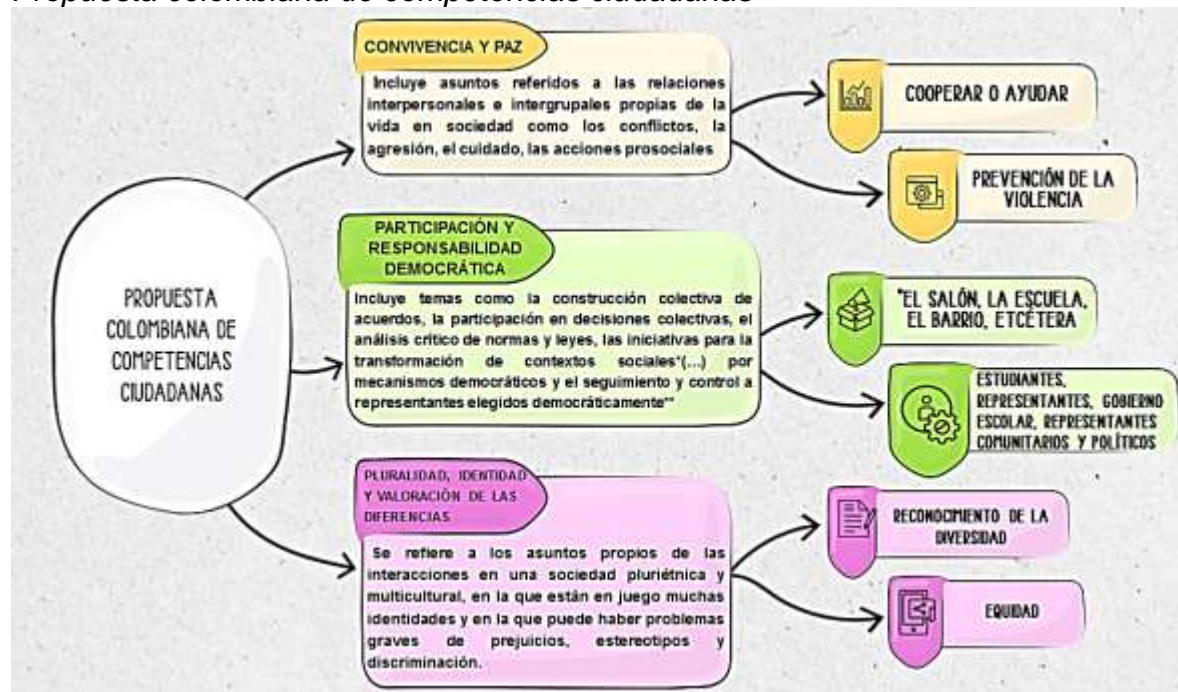 Propuesta colombiana de competencias ciudadanas
PROPUESTA
COLOMBIANA DE
COMPETENCIAS
CIUDADANAS
CONVIVENCIA Y PAZ
Incluye asuntos referidos a las relaciones
interpersonales e intergrupales propias de la
vida en sociedad como los conflictos, la
agresión, el cuidado, las acciones prosociales
COOPERAR O AYUDAR
PREVENCIÓN DE LA
VIOLENCIA
PARTICIPACIÓN Y
RESPONSABILIDAD
DEMOCRÁTICA
Incluye temas como la construcción colectiva de
acuerdos, la participación en decisiones colectivas, el
análisis crítico de normas y leyes, las iniciativas para la
transformación de contextos sociales"(...) por
mecanismos democráticos y el seguimiento y control a
representantes elegidos democráticamente""
"EL SALÓN, LA ESCUELA,
EL BARRIO, ETCÉTERA
ESTUDIANTES,
REPRESENTANTES, GOBIERNO
ESCOLAR, REPRESENTANTES
COMUNITARIOS Y POLÍTICOS
PLURALIDAD, IDENTIDAD
Y VALORACIÓN DE LAS
DIFERENCIAS
Se refiere a los asuntos propios de las
interacciones en una sociedad pluriétnica y
multicultural, en la que están en juego muchas
identidades y en la que puede haber problemas
graves de prejuicios, estereotipos y
discriminación.
RECONOCIMIENTO DE LA
DIVERSIDAD
EQUIDAD